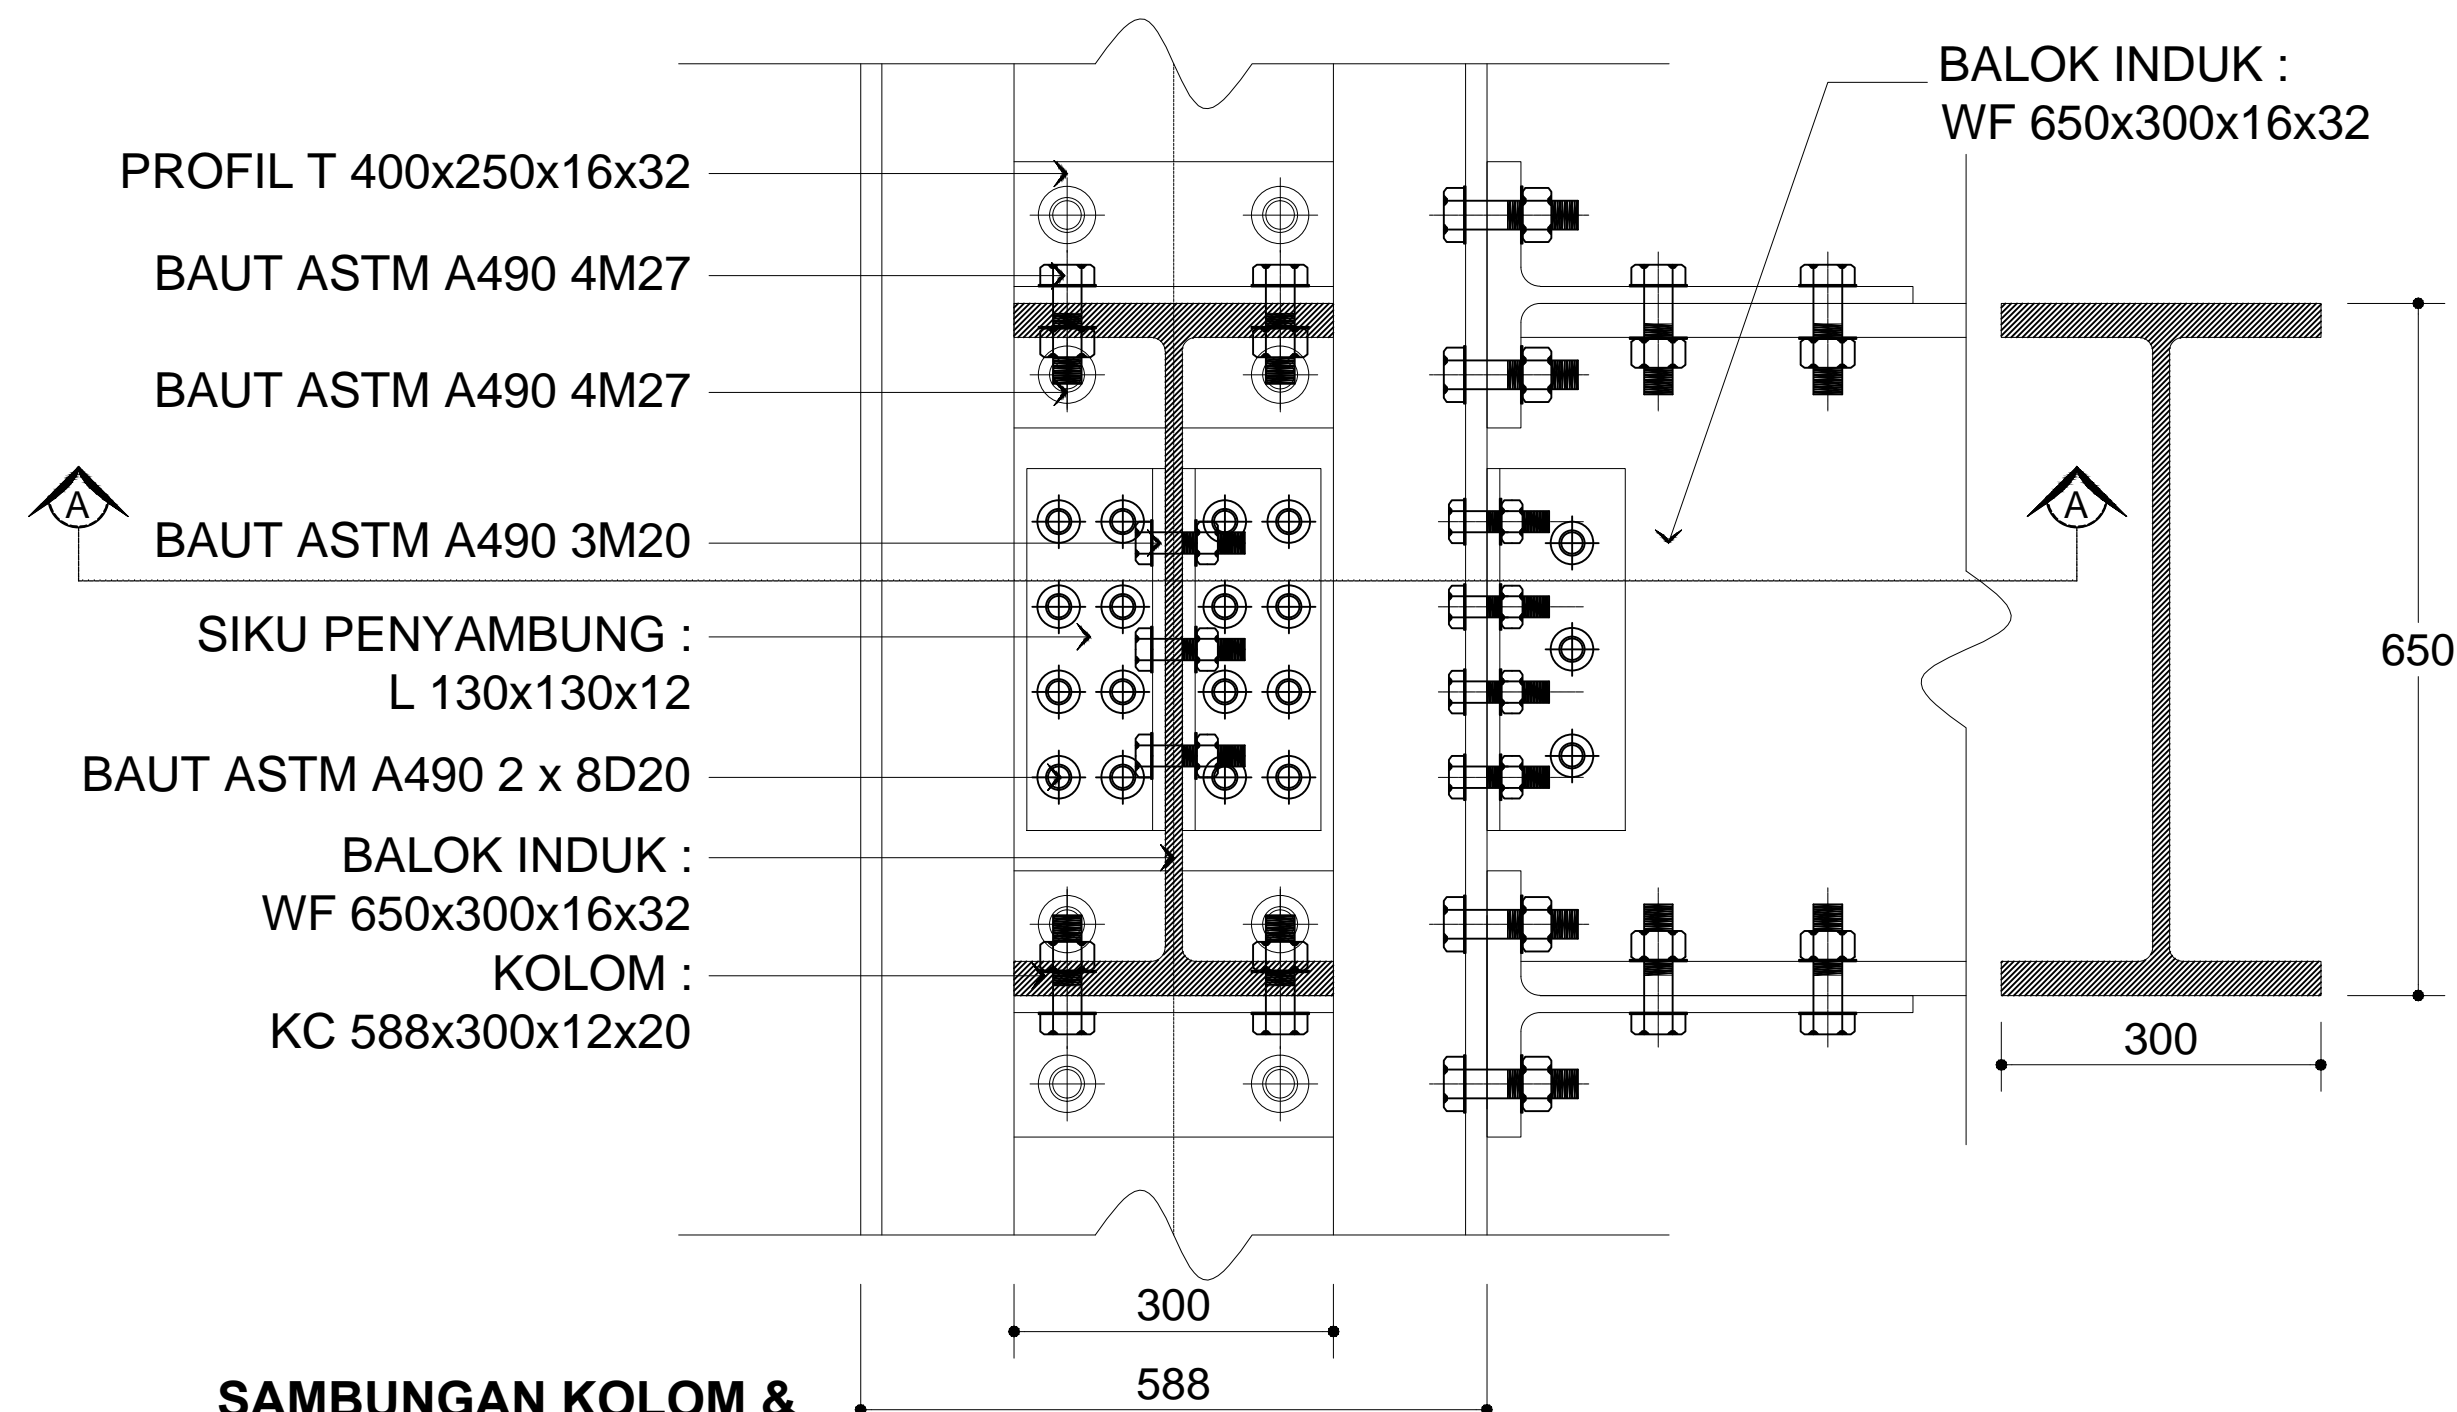 BALOK INDUK :
WF 650x300x16x32
PROFIL T 400x250x16x32
BAUT ASTM A490 4M27
BAUT ASTM A490 4M27
A
A
BAUT ASTM A490 3M20
SIKU PENYAMBUNG :
L 130x130x12
650
BAUT ASTM A490 2 x 8D20
BALOK INDUK :
WF 650x300x16x32
KOLOM :
KC 588x300x12x20
300
300
588
SAMBUNGAN KOLOM &